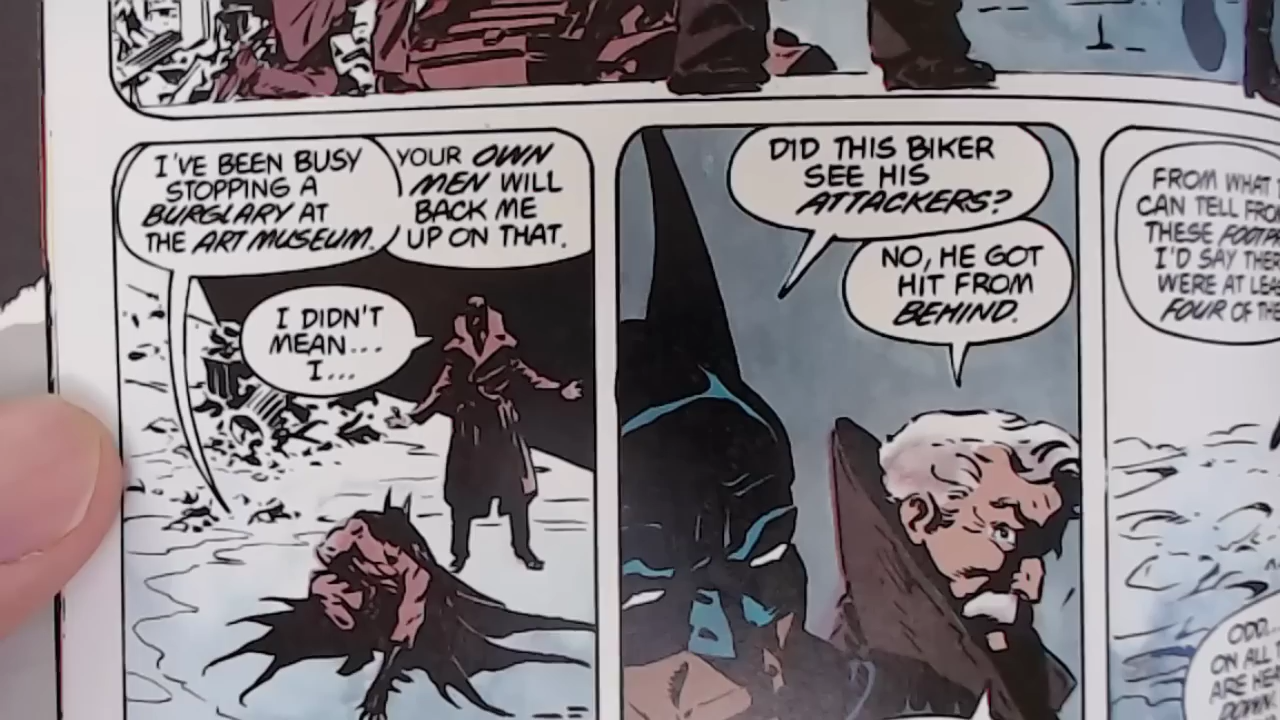 I'VE BEEN BUSY
STOPPING A
BURGLARY AT
THE ART MUSEUM.
YOUR OWN
MEN WILL
BACK ME
UP ON THAT.
I DIDN'T
MEAN...
I...
DID THIS BIKER
SEE HIS
ATTACKERS?
NO, HE GOT
HIT FROM
BEHIND.
FROM WHAT
CAN TELL
THESE
I'D SAY
WERE AT
FOUR OF
ODD...
ON ALL
ARE
DOWN.